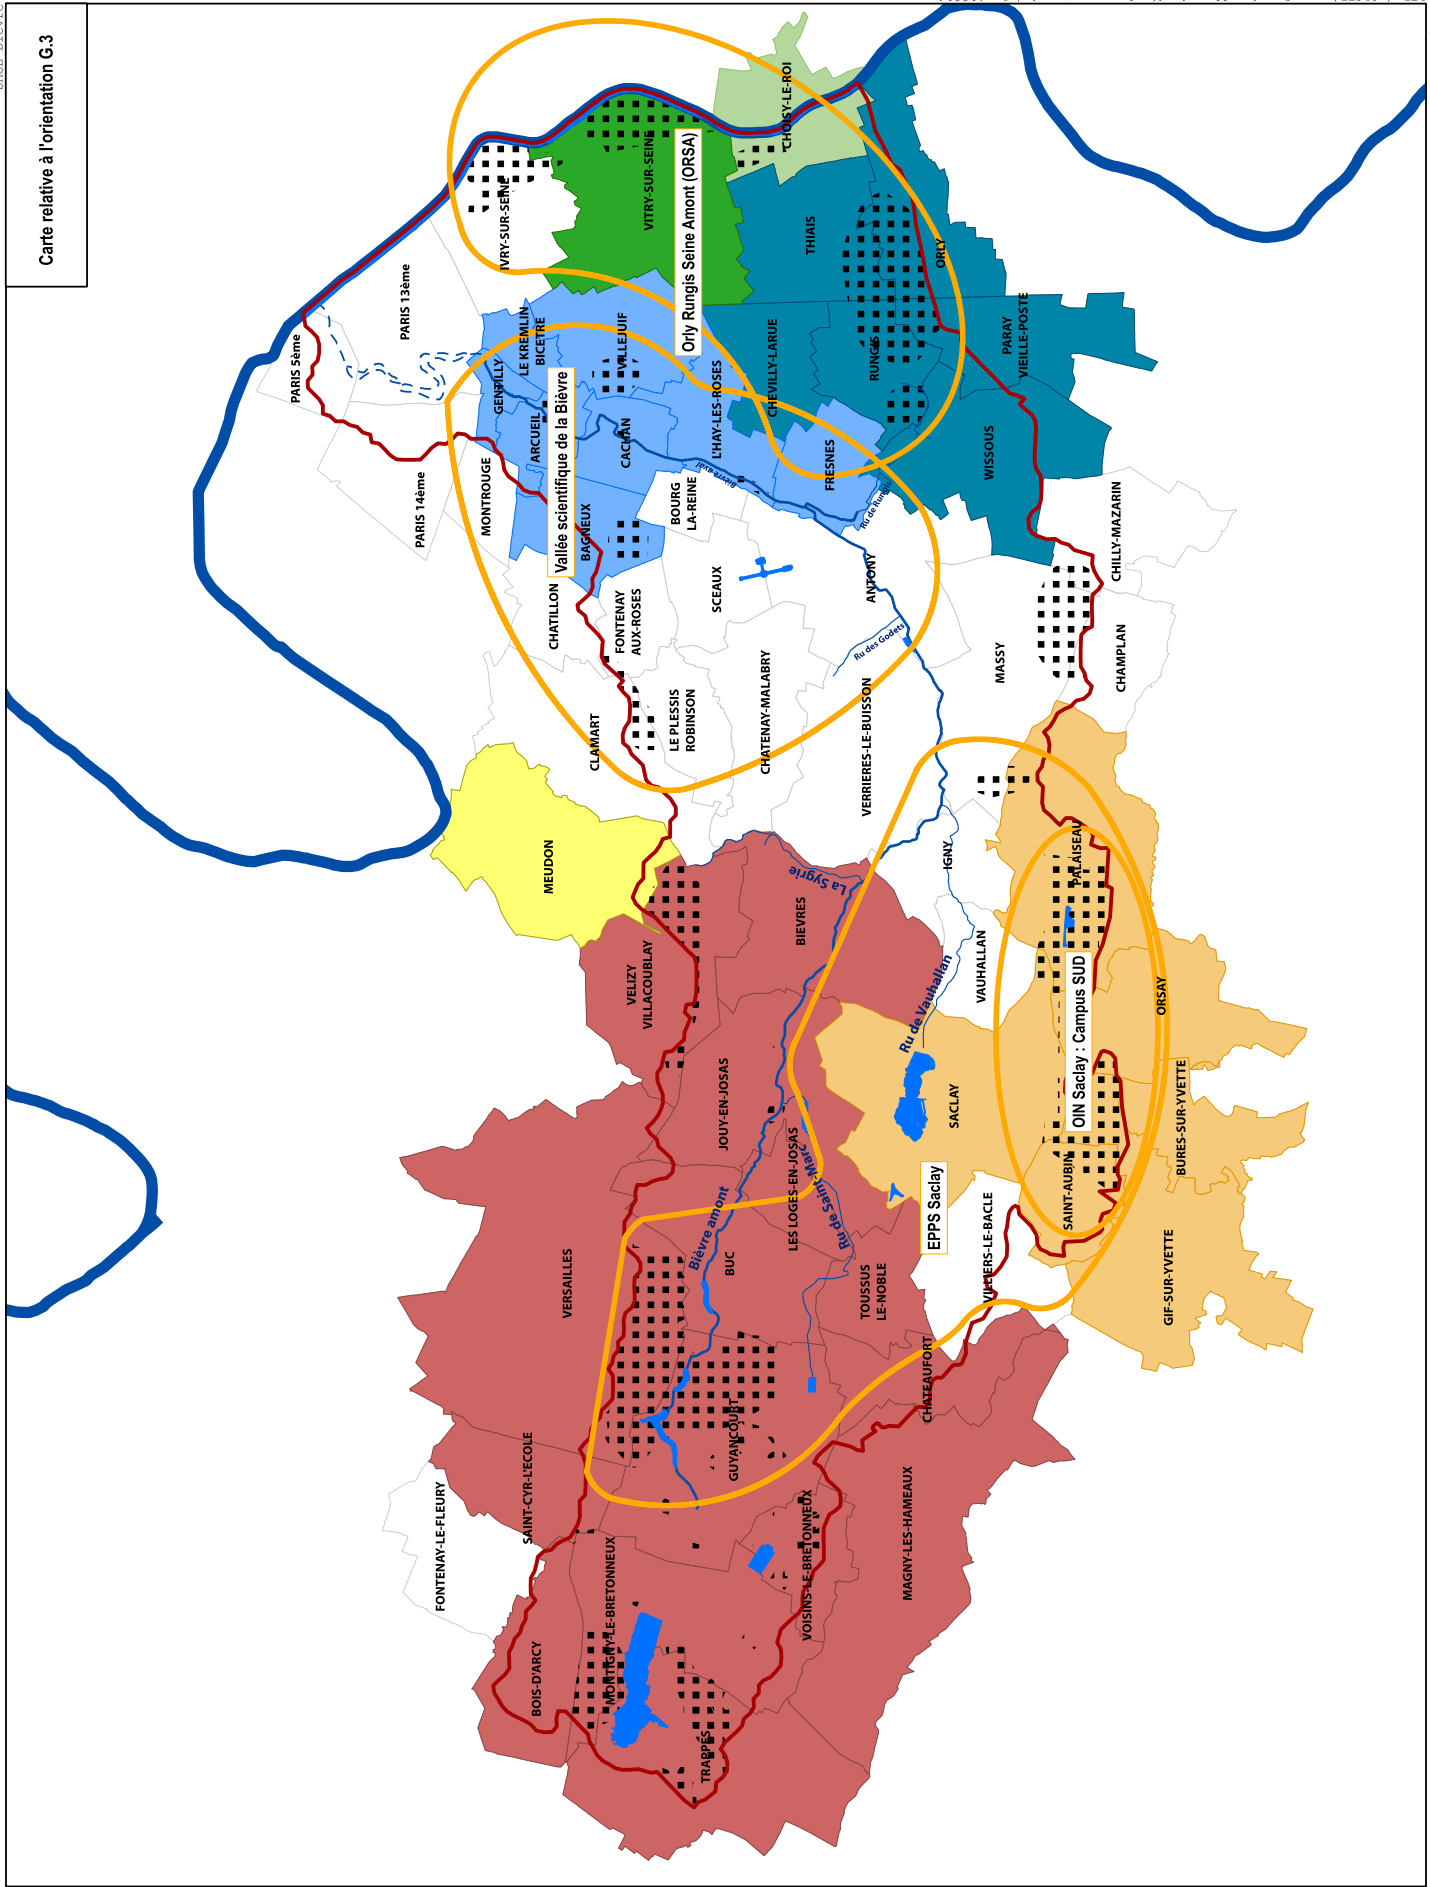 Carte relative à l'orientation G.3
PARIS 5ème
PARIS 13ème
PARIS 14ème
IVRY-SUR-SEINE
VITRY-SUR-SEINE
CHOISY-LE-ROI
Orly Rungis Seine Amont (ORSA)
THIAIS
ORLY
LE KREMLIN
BICETRE
VILLEJUIF
GENTILLY
ARCUEIL
Vallée scientifique de la Bièvre
CACHAN
L'HAY-LES-ROSES
CHEVILLY-LARUE
RUNGIS
PARAY
VIEILLE-POSTE
WISSOUS
FRESNES
Bièvre aval
Ru de Rungis
MONTROUGE
BAGNEUX
BOURG
LA-REINE
CHATILLON
FONTENAY
AUX-ROSES
SCEAUX
ANTONY
Ru des Godets
MASSY
CHILLY-MAZARIN
CHAMPLAN
CLAMART
LE PLESSIS
ROBINSON
CHATENAY-MALABRY
VERRIERES-LE-BUISSON
MEUDON
IGNY
PALAISEAU
La Sygrie
BIEVRES
VELIZY
VILLACOUBLAY
VAUHALLAN
Ru de Vauhallan
ORSAY
OIN Saclay : Campus SUD
JOUY-EN-JOSAS
SACLAY
LES LOGES-EN-JOSAS
Ru de Saint-Marc
EPPS Saclay
SAINT-AUBIN
BURES-SUR-YVETTE
VERSAILLES
Bièvre amont
BUC
TOUSSUS
LE-NOBLE
VILLIERS-LE-BACLE
GIF-SUR-YVETTE
CHATEAUFORT
GUYANCOURT
SAINT-CYR-L'ECOLE
FONTENAY-LE-FLEURY
MONTIGNY-LE-BRETONNEUX
VOISINS-LE-BRETONNEUX
MAGNY-LES-HAMEAUX
BOIS-D'ARCY
TRAPPES